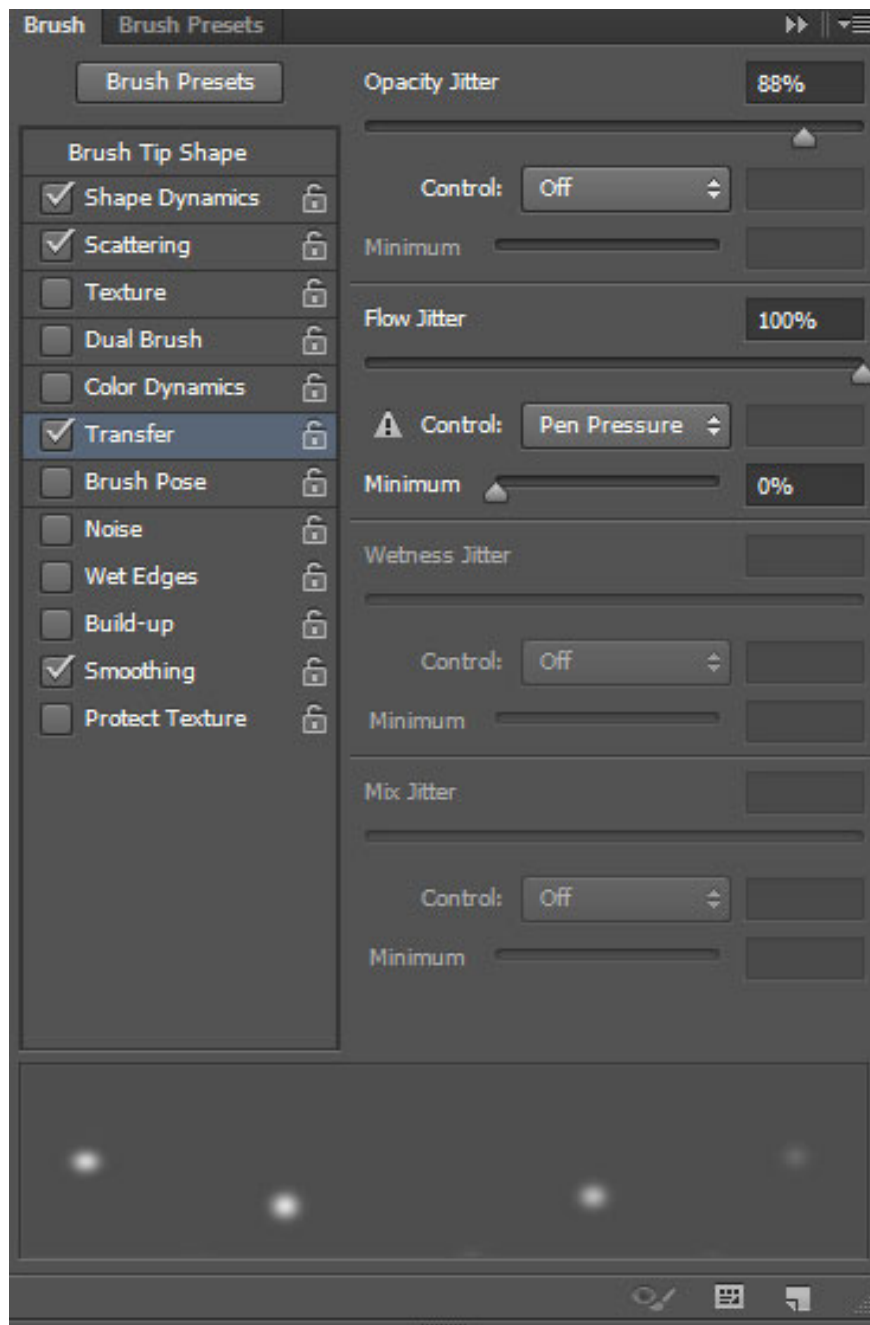 Brush Brush Presets
Brush Presets
Brush Tip Shape
Shape Dynamics
Scattering
Texture
Dual Brush
Color Dynamics
Transfer
Brush Pose
Noise
Wet Edges
Build-up
Smoothing
Protect Texture
Opacity Jitter 88%
Control: Off
Minimum
Flow Jitter 100%
Control: Pen Pressure
Minimum 0%
Wetness Jitter
Control: Off
Minimum
Mix Jitter
Control: Off
Minimum